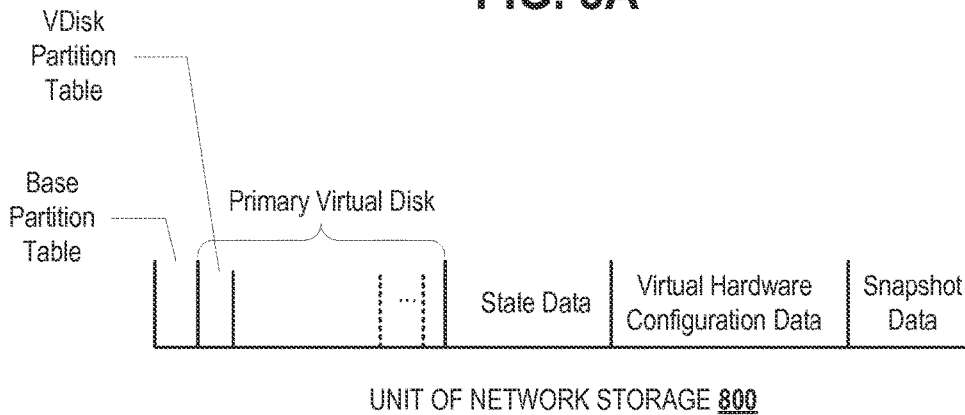 VDisk
Partition
Table
Base
Partition
Table
Primary Virtual Disk
...
State Data
Virtual Hardware
Configuration Data
Snapshot
Data
UNIT OF NETWORK STORAGE 800